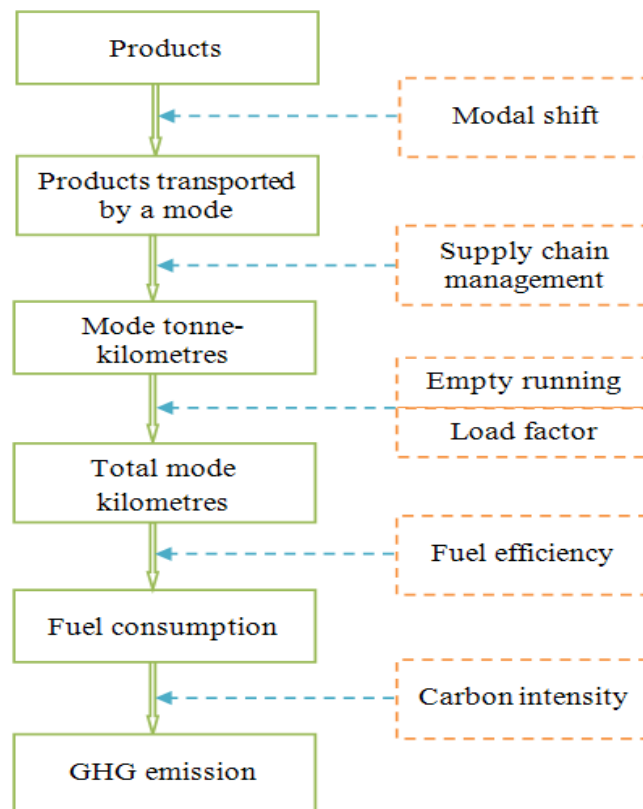 Products
Modal shift
Products transported
by a mode
Supply chain
management
Mode tonne-
kilometres
Empty running
Load factor
Total mode
kilometres
Fuel efficiency
Fuel consumption
Carbon intensity
GHG emission